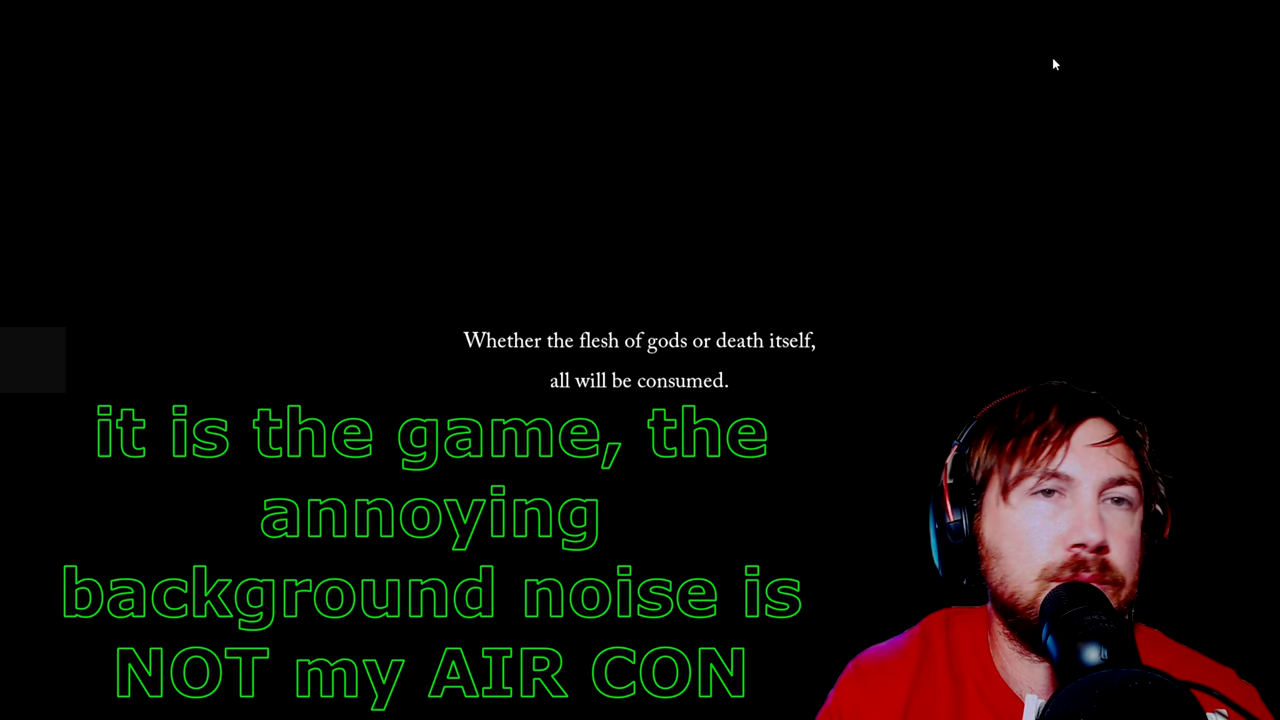 Whether the flesh of gods or death itself,
all will be consumed.
it is the game, the
annoying
background noise is
NOT my AIR CON